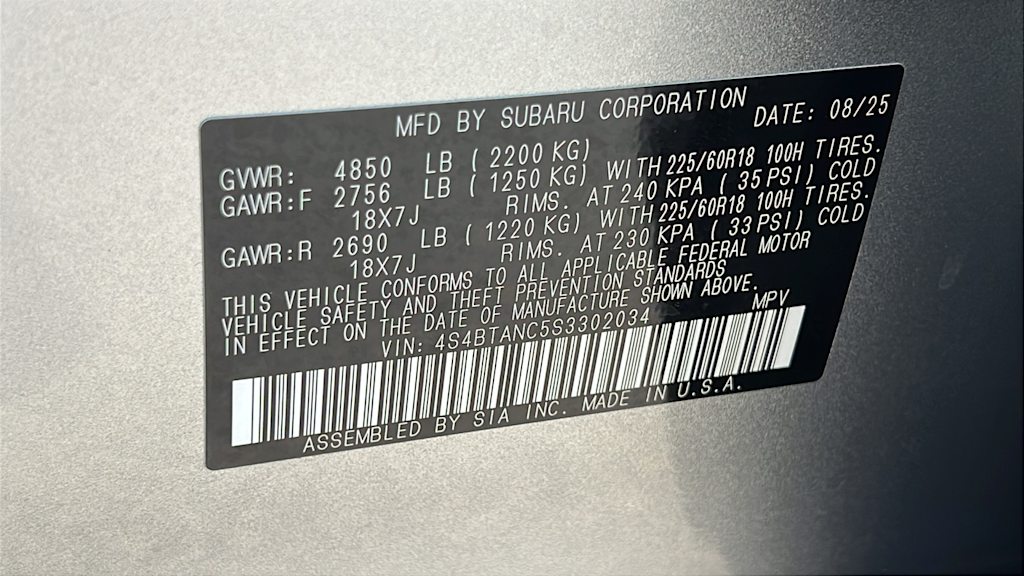 MFD BY SUBARU CORPORATION DATE: 08/25
GVWR: 4850 LB ( 2200 KG)
GAWR:F 2756 LB ( 1250 KG) WITH 225/60R18 100H TIRES.
18X7J RIMS. AT 240 KPA ( 35 PSI) COLD
GAWR:R 2690 LB ( 1220 KG) WITH 225/60R18 100H TIRES.
18X7J RIMS. AT 230 KPA ( 33 PSI) COLD
THIS VEHICLE CONFORMS TO ALL APPLICABLE FEDERAL MOTOR
VEHICLE SAFETY AND THEFT PREVENTION STANDARDS
IN EFFECT ON THE DATE OF MANUFACTURE SHOWN ABOVE.
VIN: 4S4BTANC5S3302034 MPV
ASSEMBLED BY SIA INC. MADE IN U.S.A.